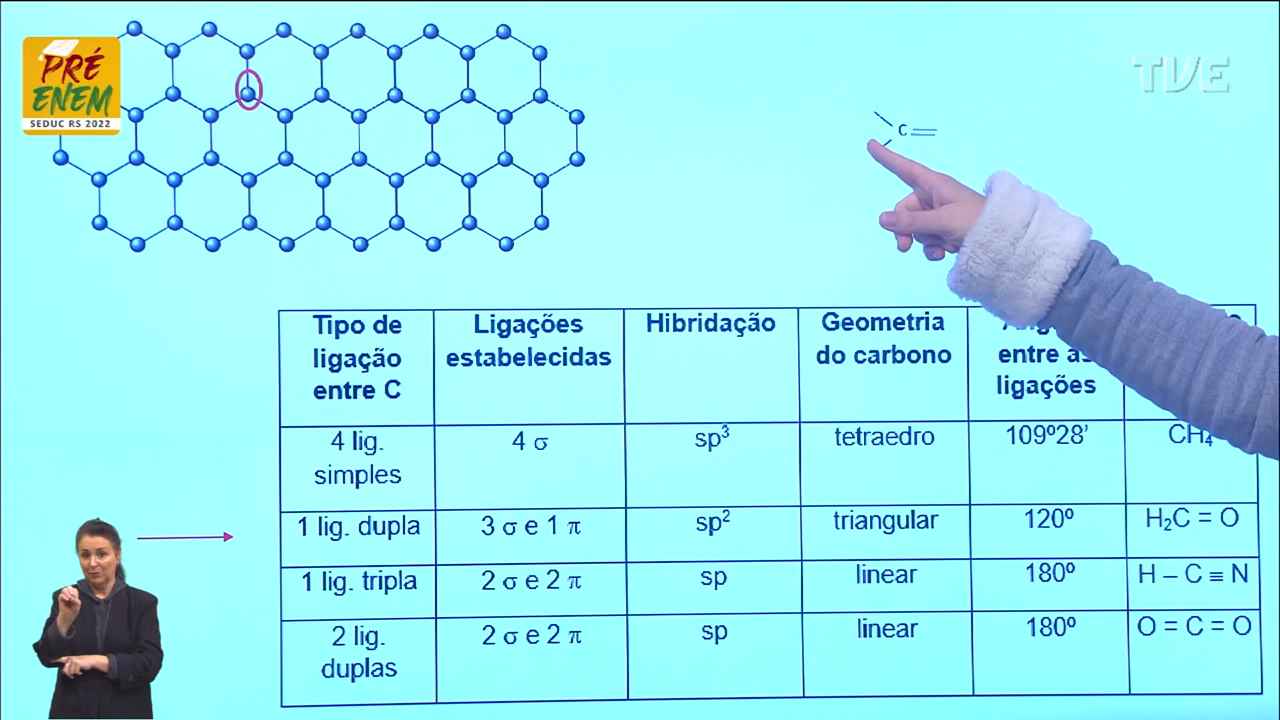 PRÉ
ENEM
SEDUC RS 2022
TVE
C
Tipo de
ligação
entre C
Ligações
estabelecidas
Hibridação
Geometria
do carbono
entre as
ligações
4 lig.
simples
4 σ
sp³
tetraedro
109º28'
CH₄
1 lig. dupla
3 σ e 1 π
sp²
triangular
120º
H₂C = O
1 lig. tripla
2 σ e 2 π
sp
linear
180º
H – C ≡ N
2 lig.
duplas
2 σ e 2 π
sp
linear
180º
O = C = O